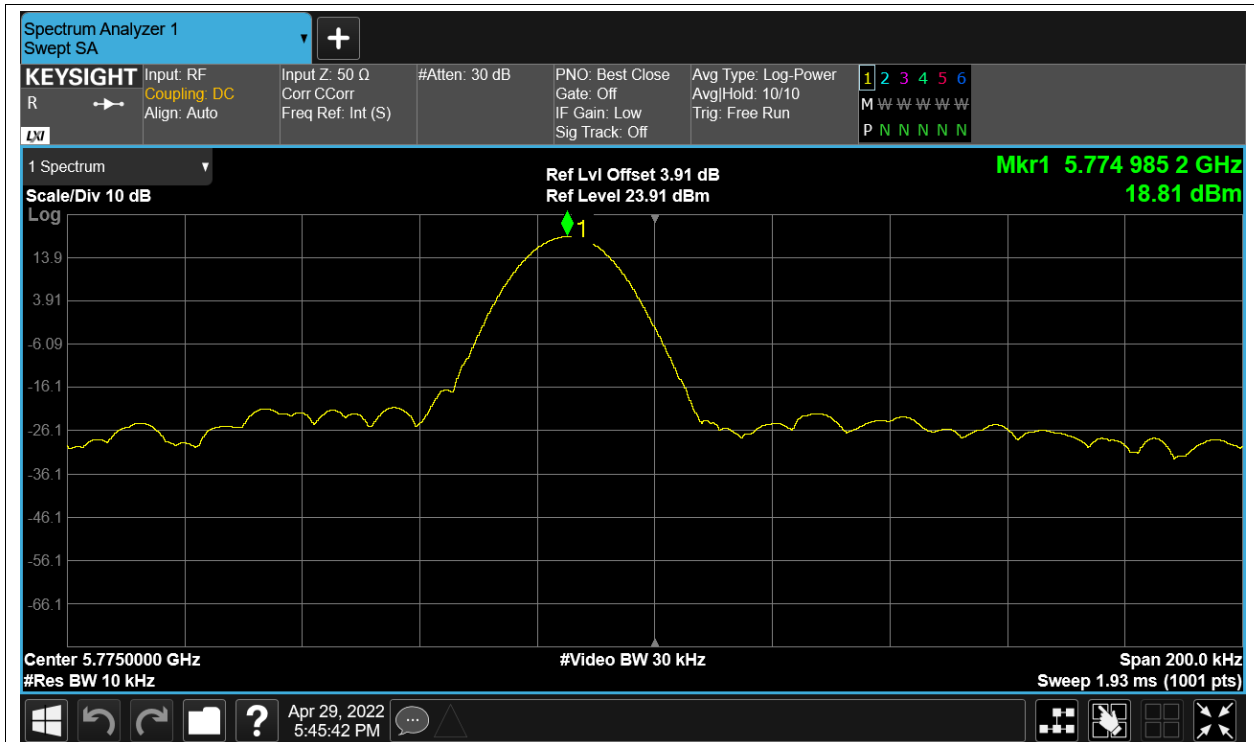 Spectrum Analyzer 1
Swept SA
KEYSIGHT
R
LXI
Input: RF
Coupling: DC
Align: Auto
Input Z: 50 Ω
Corr CCorr
Freq Ref: Int (S)
#Atten: 30 dB
PNO: Best Close
Gate: Off
IF Gain: Low
Sig Track: Off
Avg Type: Log-Power
Avg|Hold: 10/10
Trig: Free Run
1 2 3 4 5 6
M W W W W W
P N N N N N
1 Spectrum
Scale/Div 10 dB
Ref Lvl Offset 3.91 dB
Ref Level 23.91 dBm
Mkr1 5.774 985 2 GHz
18.81 dBm
Log
1
13.9
3.91
-6.09
-16.1
-26.1
-36.1
-46.1
-56.1
-66.1
Center 5.7750000 GHz
#Res BW 10 kHz
#Video BW 30 kHz
Span 200.0 kHz
Sweep 1.93 ms (1001 pts)
?
Apr 29, 2022
5:45:42 PM